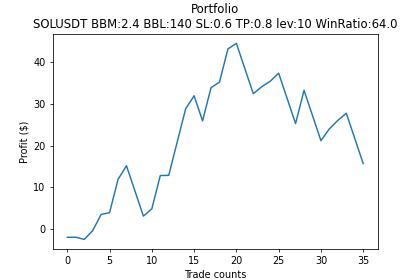 Portfolio
SOLUSDT BBM:2.4 BBL:140 SL:0.6 TP:0.8 lev:10 WinRatio:64.0
40
30
20
10
0
Profit ($)
0 5 10 15 20 25 30 35
Trade counts